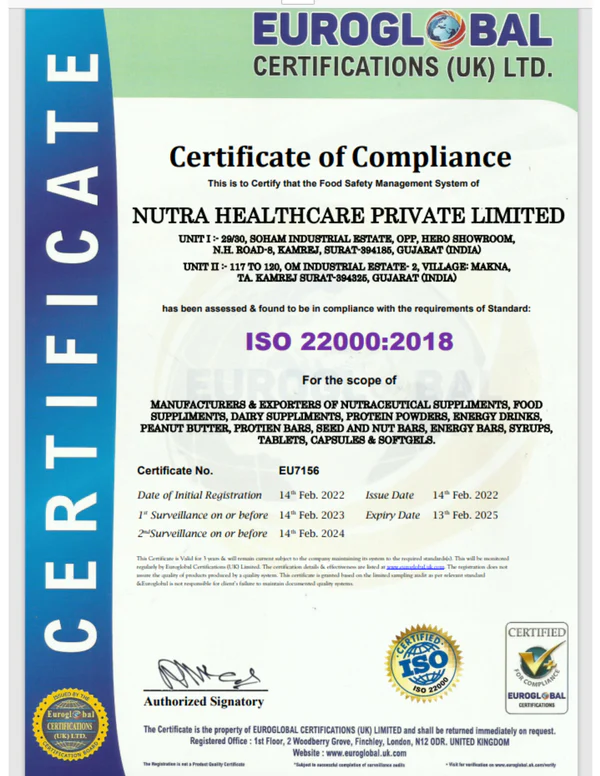 EUROGLOBAL
CERTIFICATIONS (UK) LTD.
CERTIFICATE
Certificate of Compliance
This is to Certify that the Food Safety Management System of
NUTRA HEALTHCARE PRIVATE LIMITED
UNIT I :- 29/30, SOHAM INDUSTRIAL ESTATE, OPP, HERO SHOWROOM,
N.H. ROAD-8, KAMREJ, SURAT-394185, GUJARAT (INDIA)
UNIT II :- 117 TO 120, OM INDUSTRIAL ESTATE- 2, VILLAGE: MAKNA,
TA. KAMREJ SURAT-394325, GUJARAT (INDIA)
has been assessed & found to be in compliance with the requirements of Standard:
ISO 22000:2018
EUROGLOBAL
For the scope of
MANUFACTURERS & EXPORTERS OF NUTRACEUTICAL SUPPLIMENTS, FOOD
SUPPLIMENTS, DAIRY SUPPLIMENTS, PROTEIN POWDERS, ENERGY DRINKS,
PEANUT BUTTER, PROTIEN BARS, SEED AND NUT BARS, ENERGY BARS, SYRUPS,
TABLETS, CAPSULES & SOFTGELS.
Certificate No. EU7156
Date of Initial Registration 14th Feb. 2022 Issue Date 14th Feb. 2022
1st Surveillance on or before 14th Feb. 2023 Expiry Date 13th Feb. 2025
2nd Surveillance on or before 14th Feb. 2024
This Certificate is Valid for 3 years & will remain current subject to the company maintaining its system to the required standard(s). This will be monitored
regularly by Euroglobal Certifications (UK) Limited. The certification details & effectiveness are listed at www.euroglobal.uk.com. The registration does not
assure the quality of products produced by a quality system. This certificate is granted based on the limited sampling audit as per relevant standard
&Euroglobal is not responsible for client's failure to maintain documented quality systems.
Authorized Signatory
CERTIFIED
ISO
ISO 22000
CERTIFIED
FOR COMPLIANCE
EUROGLOBAL
CERTIFICATIONS
ISSUED BY THE
Euroglobal
CERTIFICATIONS
(UK) LTD.
CERTIFICATION BOARD
The Certificate is the property of EUROGLOBAL CERTIFICATIONS (UK) LIMITED and shall be returned immediately on request.
Registered Office : 1st Floor, 2 Woodberry Grove, Finchley, London, N12 ODR. UNITED KINGDOM
Website : www.euroglobal.uk.com
The Registration is not a Product Quality Certificate *Subject to successful completion of surveillance audits * Visit for verification on www.euroglobal.uk.com/verify